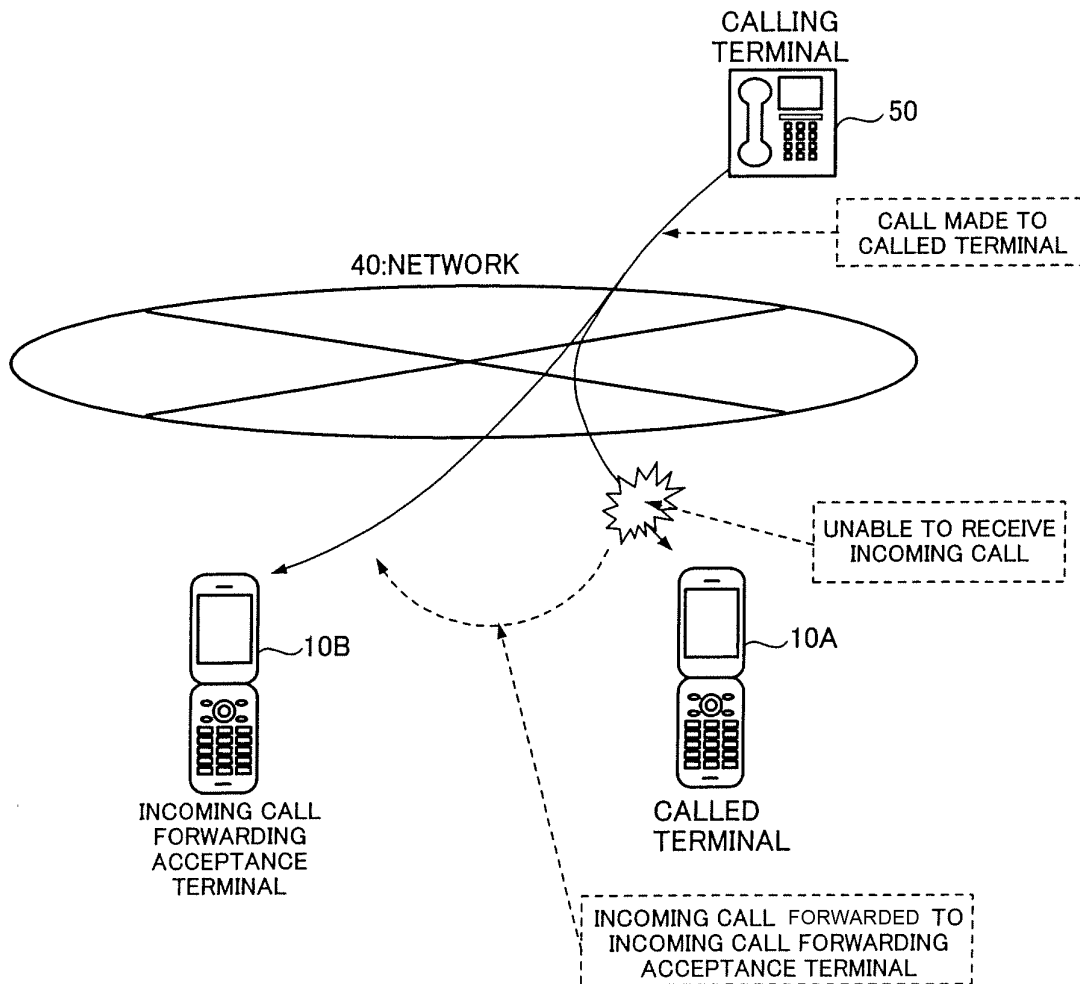 CALLING
TERMINAL
50
CALL MADE TO
CALLED TERMINAL
40:NETWORK
UNABLE TO RECEIVE
INCOMING CALL
10B
10A
INCOMING CALL
FORWARDING
ACCEPTANCE
TERMINAL
CALLED
TERMINAL
INCOMING CALL FORWARDED TO
INCOMING CALL FORWARDING
ACCEPTANCE TERMINAL